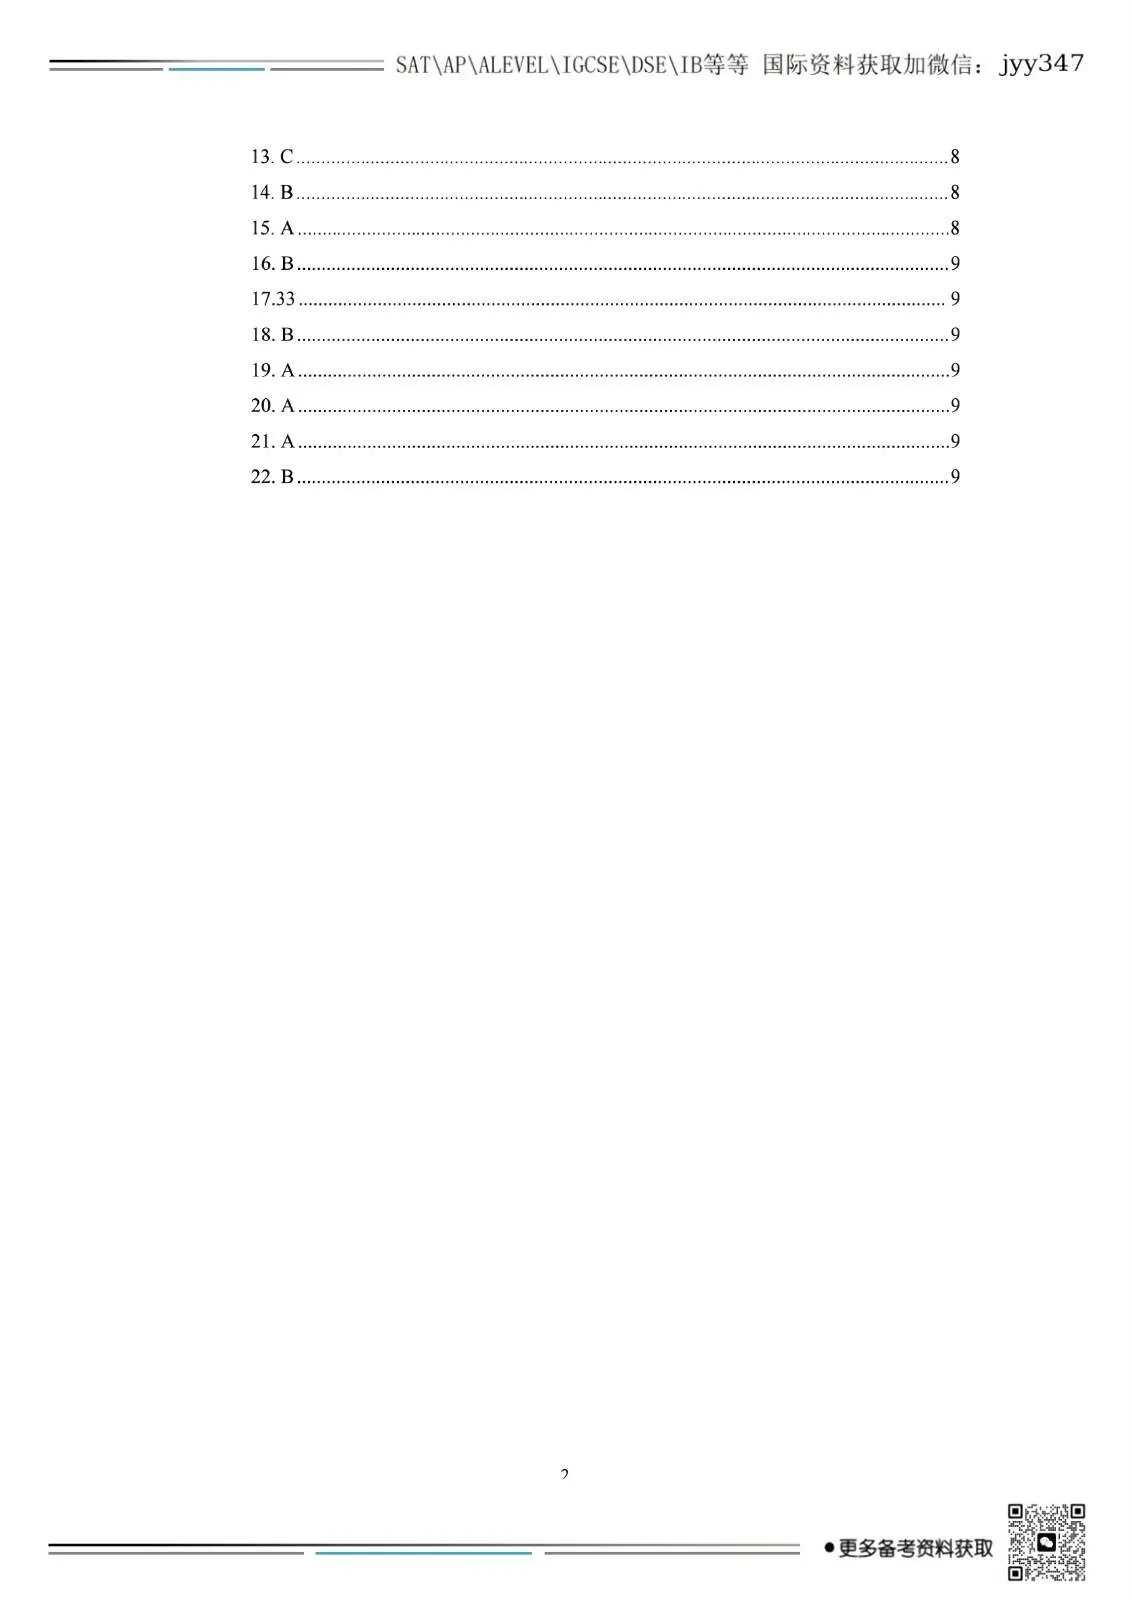 SAT\AP\ALEVEL\IGCSE\DSE\IB等等 国际资料获取加微信：jyy347
13. C........................................8
14. B........................................8
15. A........................................8
16. B........................................9
17.33........................................ 9
18. B........................................9
19. A........................................9
20. A........................................9
21. A........................................9
22. B........................................9
2
●更多备考资料获取